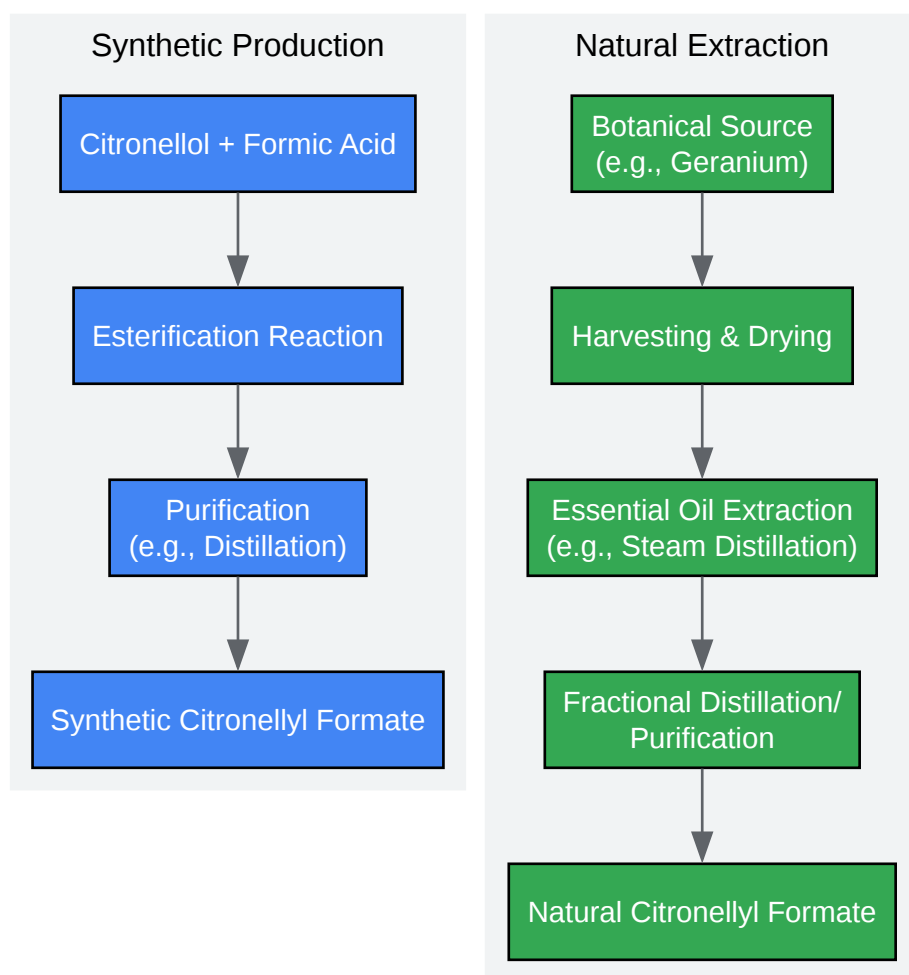 Synthetic Production
Citronellol + Formic Acid
Esterification Reaction
Purification
(e.g., Distillation)
Synthetic Citronellyl Formate
Natural Extraction
Botanical Source
(e.g., Geranium)
Harvesting & Drying
Essential Oil Extraction
(e.g., Steam Distillation)
Fractional Distillation/
Purification
Natural Citronellyl Formate